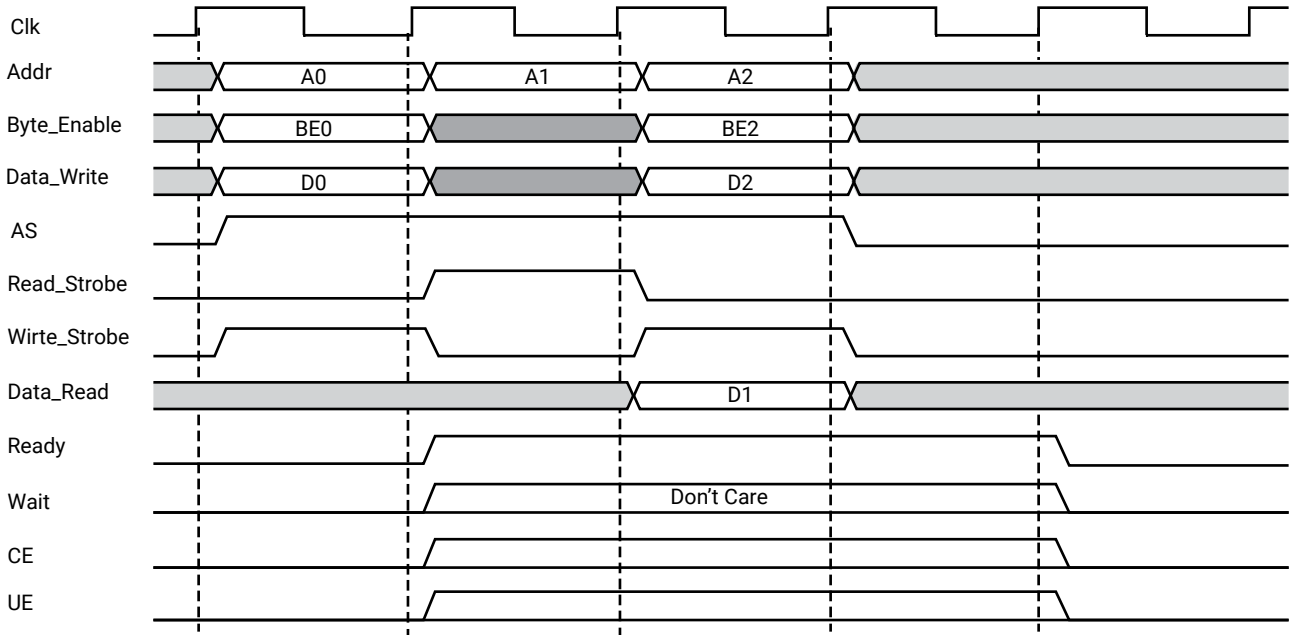 Clk
Addr A0 A1 A2
Byte_Enable BE0 BE2
Data_Write D0 D2
AS
Read_Strobe
Wirte_Strobe
Data_Read D1
Ready
Wait Don’t Care
CE
UE